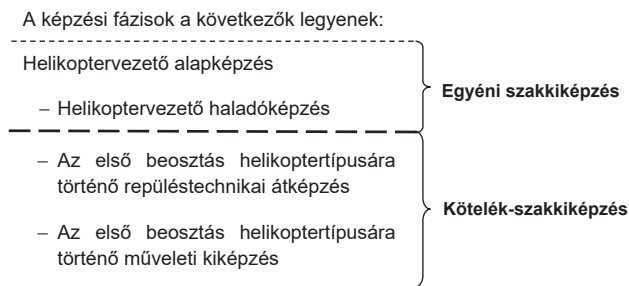 A képzési fázisok a következők legyenek:
Helikoptervezető alapképzés
– Helikoptervezető haladóképzés
Egyéni szakkiképzés
– Az első beosztás helikoptertípusára
történő repüléstechnikai átképzés
– Az első beosztás helikoptertípusára
történő műveleti kiképzés
Kötelék-szakkiképzés